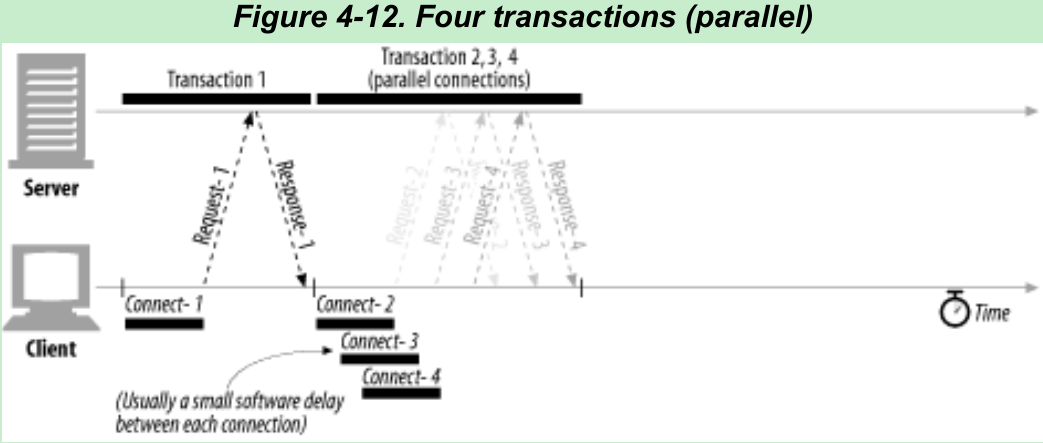 Figure 4-12. Four transactions (parallel)
Transaction 1
Transaction 2, 3, 4
(parallel connections)
Server
Request- 1
Response- 1
Request- 2
Request- 3
Request- 4
2
Response- 3
Response- 4
Client
Connect- 1
Connect- 2
Connect- 3
Connect- 4
(Usually a small software delay
between each connection)
Time